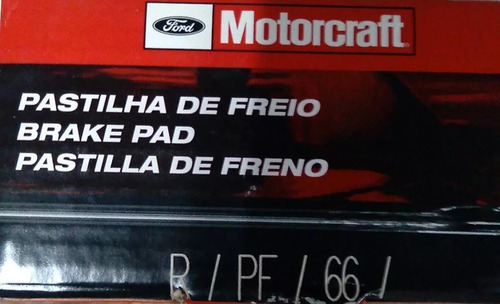 Ford Motorcraft
PASTILHA DE FREIO
BRAKE PAD
PASTILLA DE FRENO
R / PF / 66 /